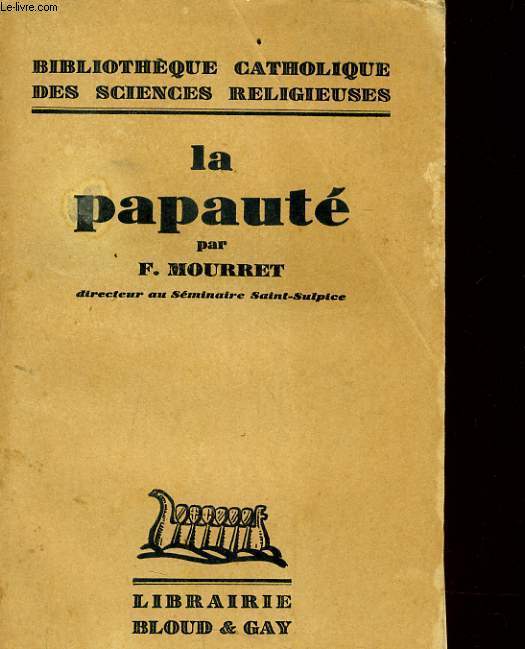 Le-livre.com
BIBLIOTHÈQUE CATHOLIQUE
DES SCIENCES RELIGIEUSES
la
papauté
par
F. MOURRET
directeur au Séminaire Saint-Sulpice
LIBRAIRIE
BLOUD & GAY